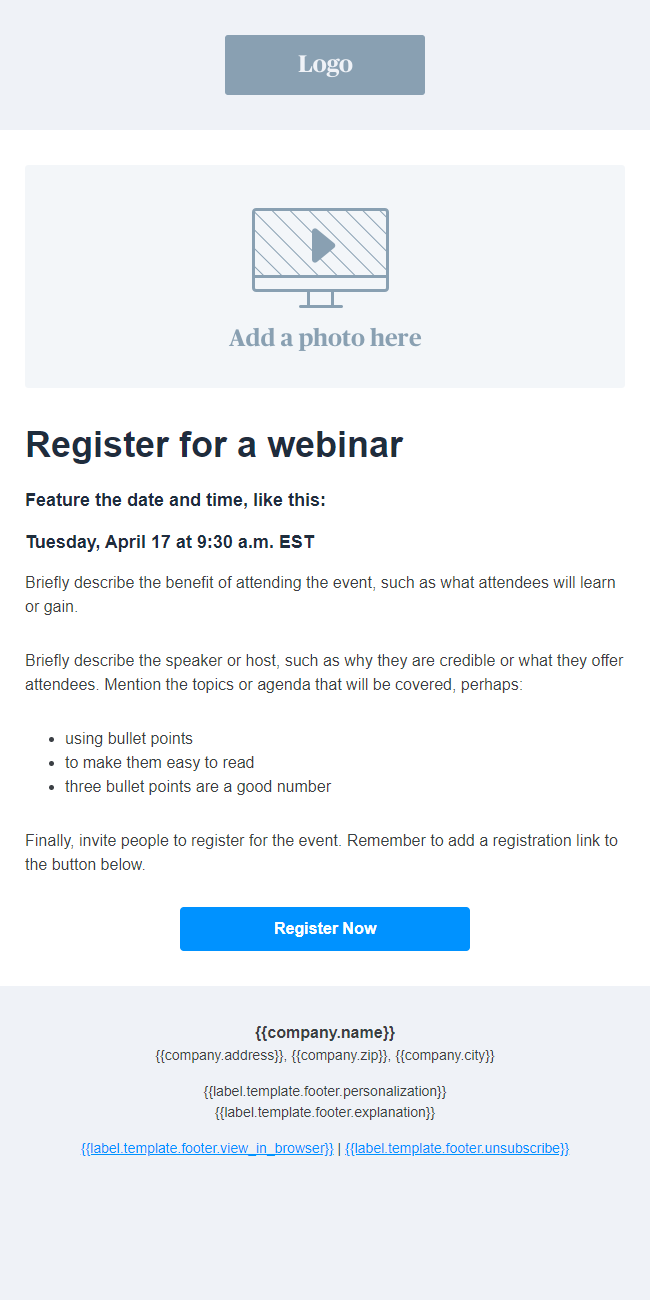 Logo
Add a photo here
Register for a webinar
Feature the date and time, like this:
Tuesday, April 17 at 9:30 a.m. EST
Briefly describe the benefit of attending the event, such as what attendees will learn
or gain.
Briefly describe the speaker or host, such as why they are credible or what they offer
attendees. Mention the topics or agenda that will be covered, perhaps:
• using bullet points
• to make them easy to read
• three bullet points are a good number
Finally, invite people to register for the event. Remember to add a registration link to
the button below.
Register Now
{{company.name}}
{{company.address}}, {{company.zip}}, {{company.city}}
{{label.template.footer.personalization}}
{{label.template.footer.explanation}}
{{label.template.footer.view_in_browser}} | {{label.template.footer.unsubscribe}}